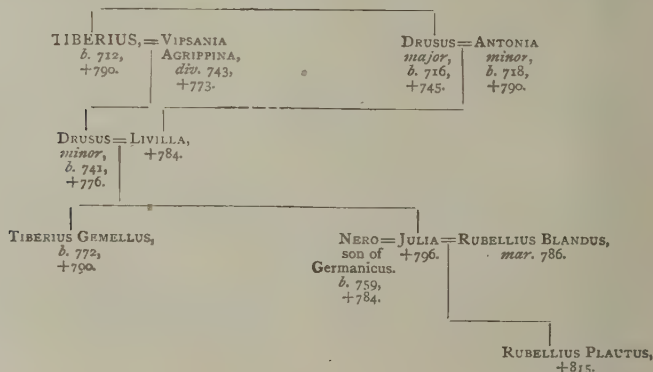 TIBERIUS, = VIPSANIA DRUSUS = ANTONIA
b. 712, AGRIPPINA, major, minor,
+790. div. 743, b. 716, b. 718,
+773. +745. +790.
DRUSUS = LIVILLA,
minor, +784.
b. 741,
+776.
TIBERIUS GEMELLUS, NERO = JULIA = RUBELLIUS BLANDUS,
b. 772, son of +796. mar. 786.
+790. Germanicus.
b. 759,
+784.
RUBELLIUS PLAUTUS,
+815.